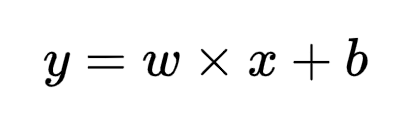 y = w × x + b